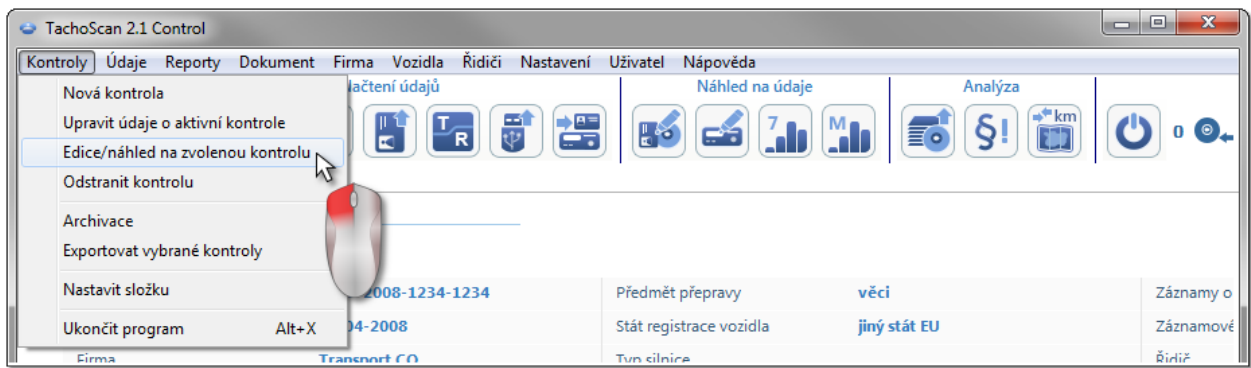 TachoScan 2.1 Control
Kontroly Údaje Reporty Dokument Firma Vozidla Řidiči Nastavení Uživatel Nápověda
údajů Náhled na údaje Analýza
Nová kontrola
Upravit údaje o aktivní kontrole
T R 7 M §! km 0
Edice/náhled na zvolenou kontrolu
Odstranit kontrolu
Archivace
Exportovat vybrané kontroly
Nastavit složku
2008-1234-1234 Předmět přepravy věci Záznamy o
Ukončit program Alt+X
04-2008 Stát registrace vozidla jiný stát EU Záznamové
Firma Transport CO Typ silnice Řidič